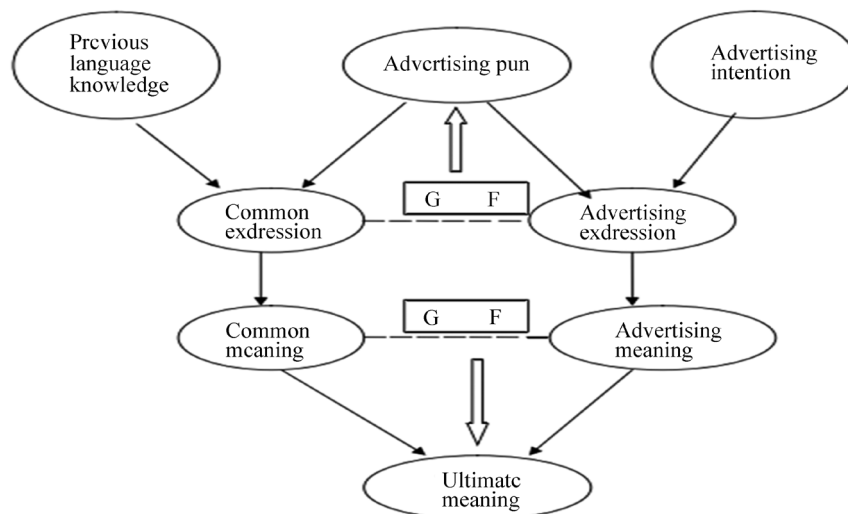 Prcvious
language
knowledge
Advcrtising pun
Advertising
intention
G F
Common
exdression
Advertising
exdression
G F
Common
mcaning
Advertising
meaning
Ultimatc
meaning